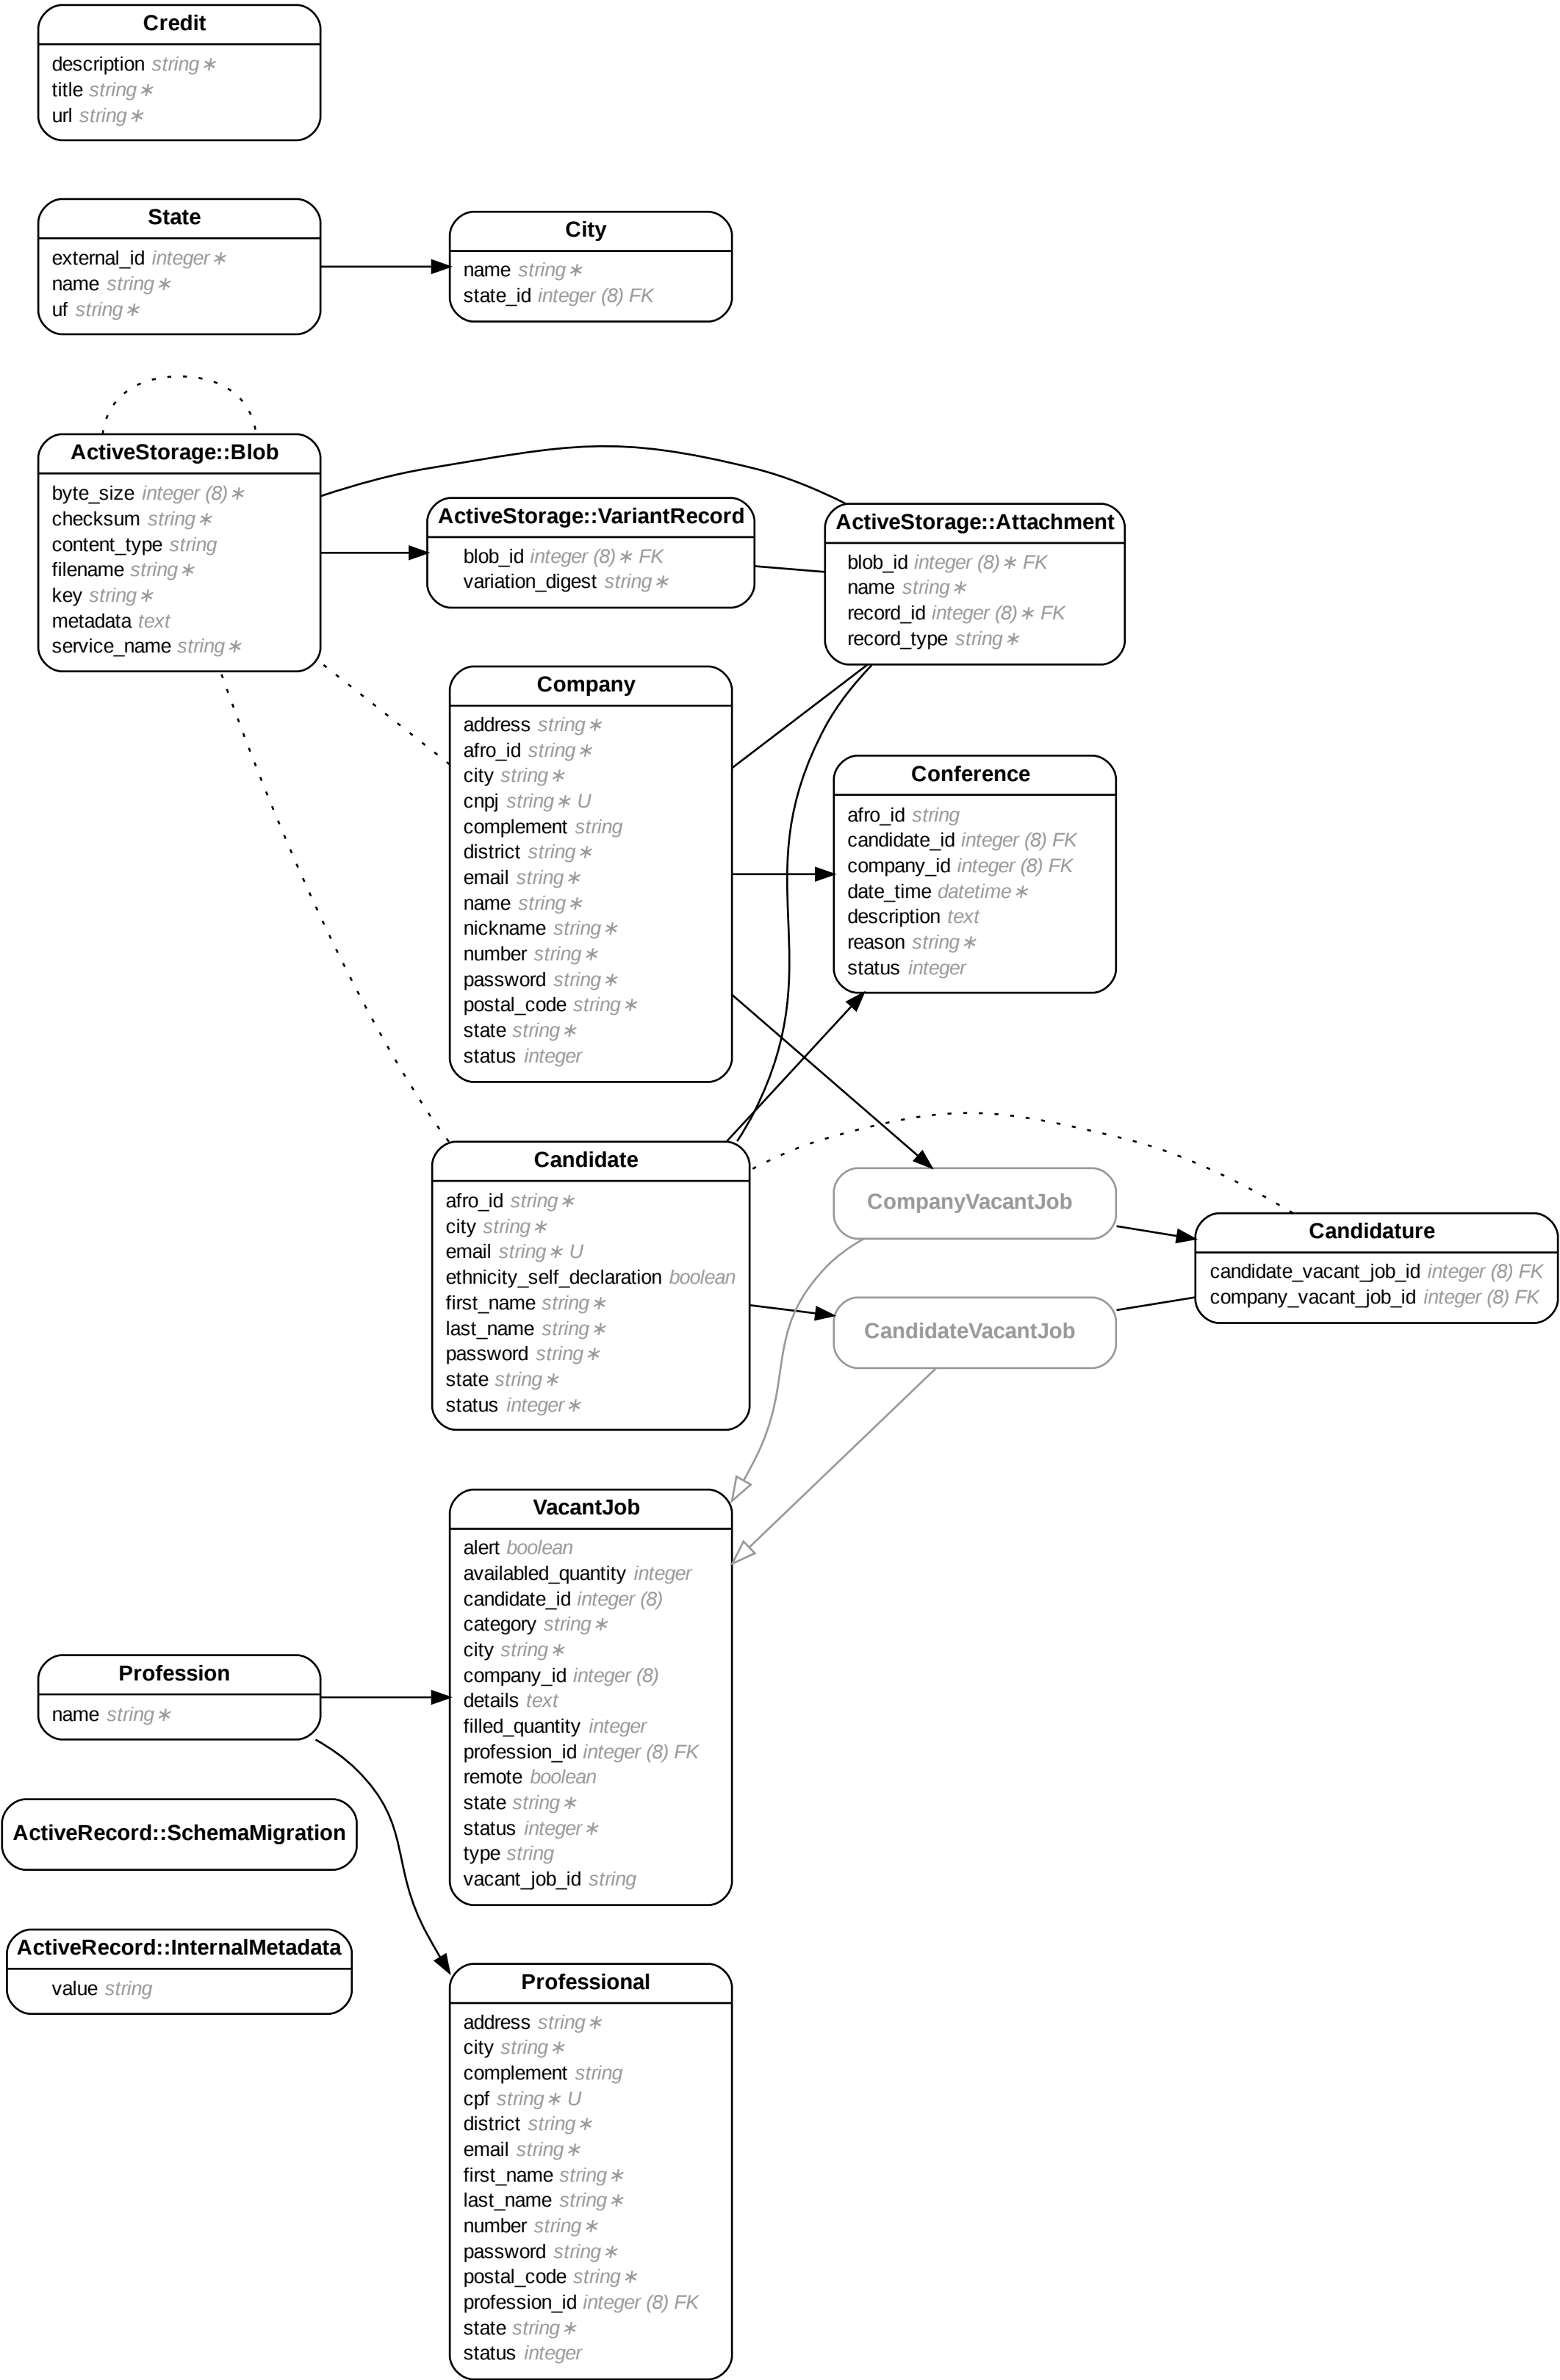 Credit
description string∗
title string∗
url string∗
State
external_id integer∗
name string∗
uf string∗
City
name string∗
state_id integer (8) FK
ActiveStorage::Blob
byte_size integer (8)∗
checksum string∗
content_type string
filename string∗
key string∗
metadata text
service_name string∗
ActiveStorage::VariantRecord
blob_id integer (8)∗ FK
variation_digest string∗
ActiveStorage::Attachment
blob_id integer (8)∗ FK
name string∗
record_id integer (8)∗ FK
record_type string∗
Company
address string∗
afro_id string∗
city string∗
cnpj string∗ U
complement string
district string∗
email string∗
name string∗
nickname string∗
number string∗
password string∗
postal_code string∗
state string∗
status integer
Conference
afro_id string
candidate_id integer (8) FK
company_id integer (8) FK
date_time datetime∗
description text
reason string∗
status integer
Candidate
afro_id string∗
city string∗
email string∗ U
ethnicity_self_declaration boolean
first_name string∗
last_name string∗
password string∗
state string∗
status integer∗
CompanyVacantJob
CandidateVacantJob
Candidature
candidate_vacant_job_id integer (8) FK
company_vacant_job_id integer (8) FK
VacantJob
alert boolean
availabled_quantity integer
candidate_id integer (8)
category string∗
city string∗
company_id integer (8)
details text
filled_quantity integer
profession_id integer (8) FK
remote boolean
state string∗
status integer∗
type string
vacant_job_id string
Profession
name string∗
ActiveRecord::SchemaMigration
ActiveRecord::InternalMetadata
value string
Professional
address string∗
city string∗
complement string
cpf string∗ U
district string∗
email string∗
first_name string∗
last_name string∗
number string∗
password string∗
postal_code string∗
profession_id integer (8) FK
state string∗
status integer